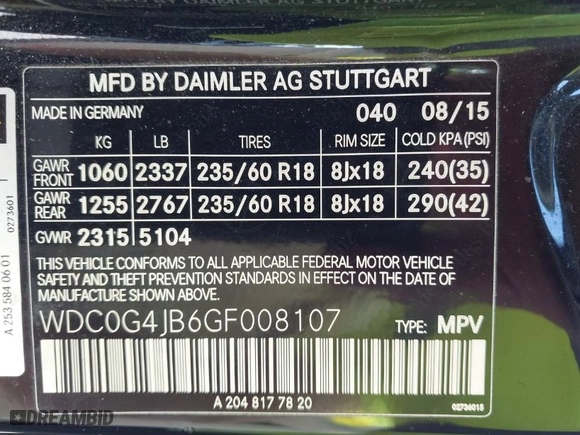 MFD BY DAIMLER AG STUTTGART
MADE IN GERMANY 040 08/15
KG LB TIRES RIM SIZE COLD KPA(PSI)
GAWR FRONT 1060 2337 235/60 R18 8Jx18 240(35)
GAWR REAR 1255 2767 235/60 R18 8Jx18 290(42)
GVWR 2315 5104
THIS VEHICLE CONFORMS TO ALL APPLICABLE FEDERAL MOTOR VEHICLE
SAFETY AND THEFT PREVENTION STANDARDS IN EFFECT ON THE DATE
OF MANUFACTURE SHOWN ABOVE.
WDC0G4JB6GF008107 TYPE: MPV
A 204 817 78 20
02736015
A 253 584 06 01
0273601
DREAMBID